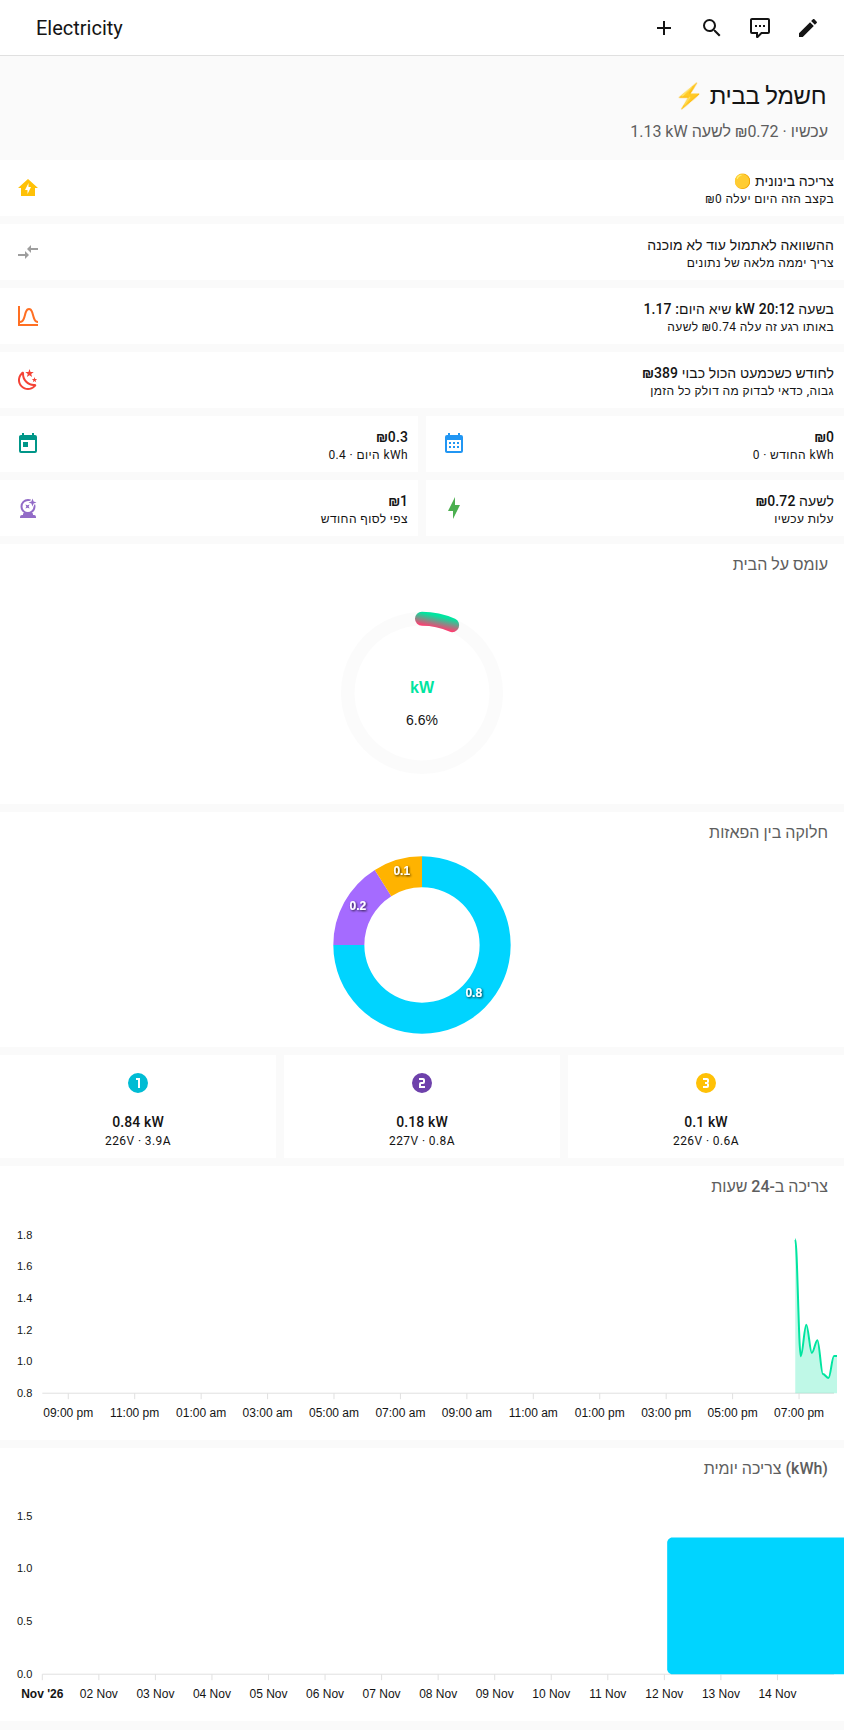 Electricity
חשמל בבית ⚡
עכשיו · ₪0.72 לשעה 1.13 kW
צריכה בינונית 🟡
בקצב הזה היום יעלה ₪0
ההשוואה לאתמול עוד לא מוכנה
צריך יממה מלאה של נתונים
בשעה 20:12 kW שיא היום: 1.17
באותו רגע זה עלה ₪0.74 לשעה
לחודש כשכמעט הכול כבוי ₪389
גבוה, כדאי לבדוק מה דולק כל הזמן
₪0
kWh החודש · 0
₪0.3
kWh היום · 0.4
לשעה ₪0.72
עלות עכשיו
₪1
צפי לסוף החודש
עומס על הבית
kW
6.6%
חלוקה בין הפאזות
0.1
0.2
0.8
1
0.84 kW
226V · 3.9A
2
0.18 kW
227V · 0.8A
3
0.1 kW
226V · 0.6A
צריכה ב-24 שעות
1.8
1.6
1.4
1.2
1.0
0.8
09:00 pm 11:00 pm 01:00 am 03:00 am 05:00 am 07:00 am 09:00 am 11:00 am 01:00 pm 03:00 pm 05:00 pm 07:00 pm
צריכה יומית (kWh)
1.5
1.0
0.5
0.0
Nov '26 02 Nov 03 Nov 04 Nov 05 Nov 06 Nov 07 Nov 08 Nov 09 Nov 10 Nov 11 Nov 12 Nov 13 Nov 14 Nov